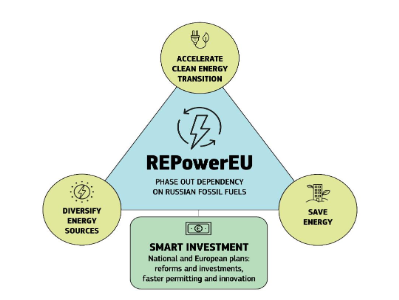 ACCELERATE
CLEAN ENERGY
TRANSITION
REPowerEU
PHASE OUT DEPENDENCY
ON RUSSIAN FOSSIL FUELS
DIVERSIFY
ENERGY
SOURCES
SAVE
ENERGY
SMART INVESTMENT
National and European plans:
reforms and investments,
faster permitting and innovation